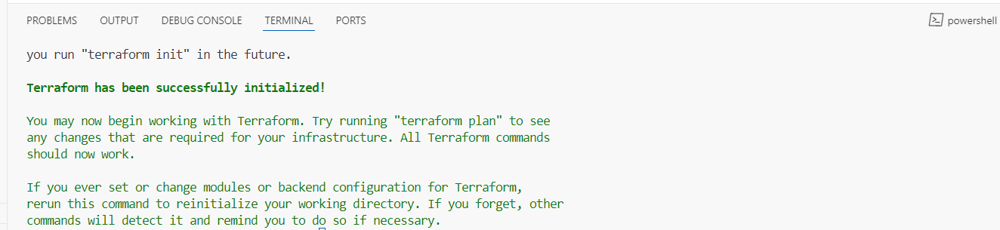 PROBLEMS OUTPUT DEBUG CONSOLE TERMINAL PORTS powershell
you run "terraform init" in the future.
Terraform has been successfully initialized!
You may now begin working with Terraform. Try running "terraform plan" to see
any changes that are required for your infrastructure. All Terraform commands
should now work.
If you ever set or change modules or backend configuration for Terraform,
rerun this command to reinitialize your working directory. If you forget, other
commands will detect it and remind you to do so if necessary.